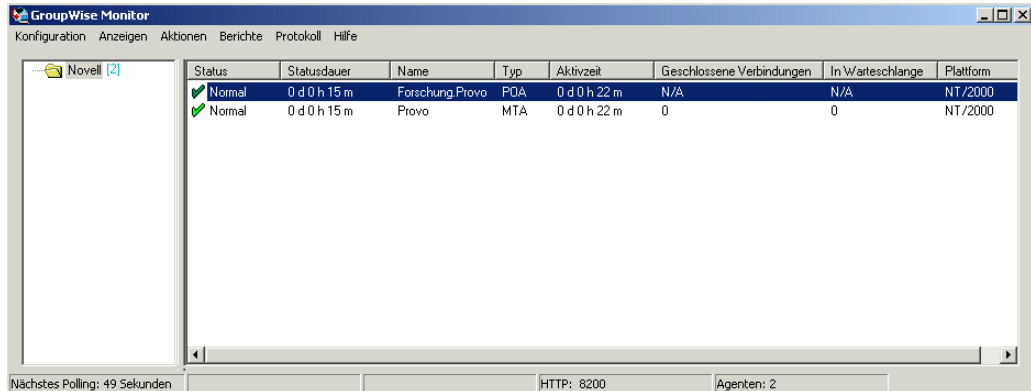 GroupWise Monitor
Konfiguration Anzeigen Aktionen Berichte Protokoll Hilfe
Novell [2]
Status Statusdauer Name Typ Aktivzeit Geschlossene Verbindungen In Warteschlange Plattform
Normal 0 d 0 h 15 m Forschung.Provo POA 0 d 0 h 22 m N/A N/A NT/2000
Normal 0 d 0 h 15 m Provo MTA 0 d 0 h 22 m 0 0 NT/2000
Nächstes Polling: 49 Sekunden HTTP: 8200 Agenten: 2